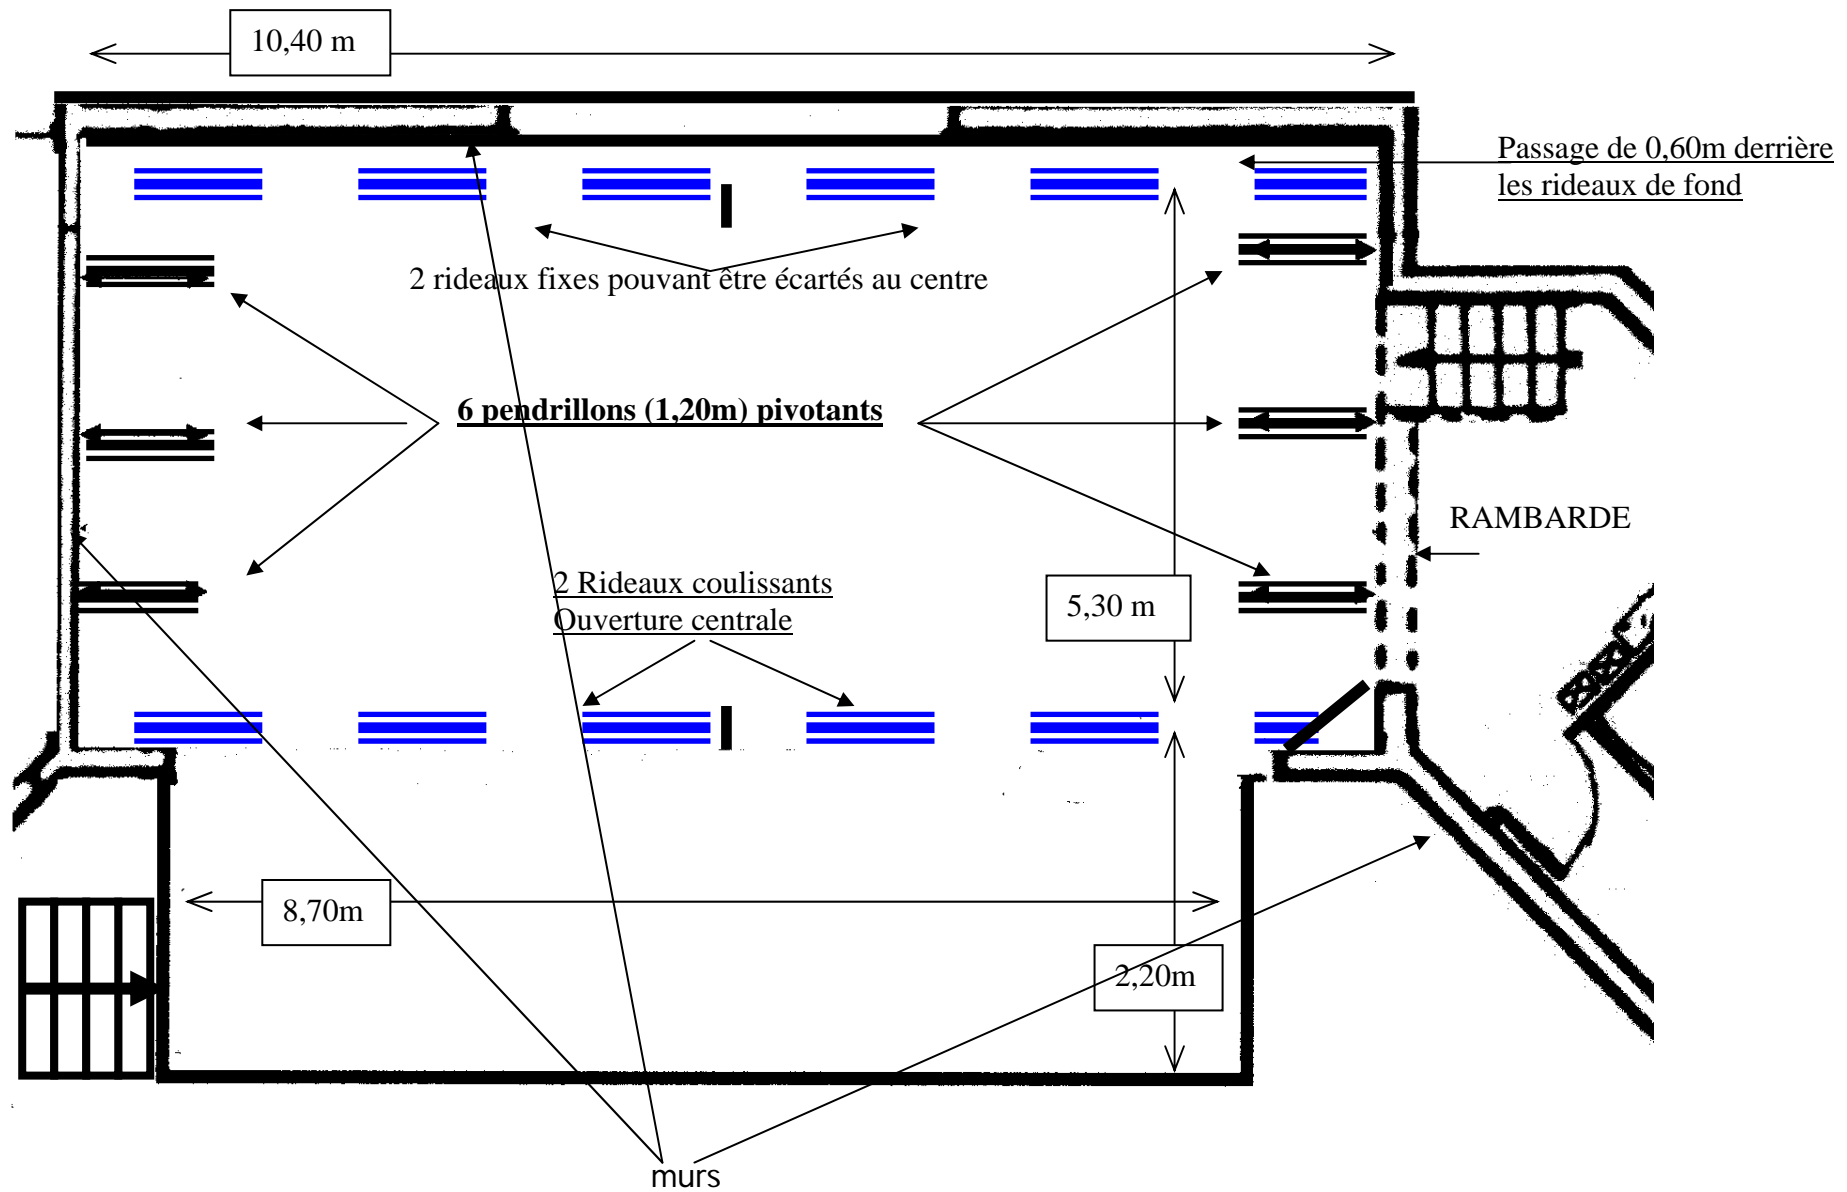 10,40 m
Passage de 0,60m derrière
les rideaux de fond
2 rideaux fixes pouvant être écartés au centre
6 pendrillons (1,20m) pivotants
RAMBARDE
2 Rideaux coulissants
Ouverture centrale
5,30 m
8,70m
2,20m
murs